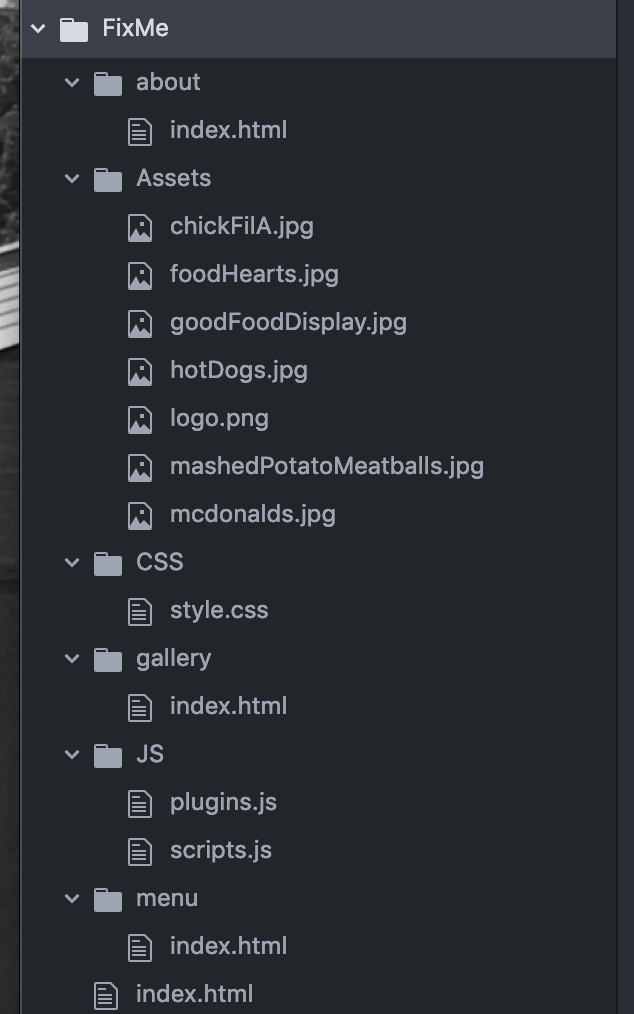 FixMe
about
index.html
Assets
chickFilA.jpg
foodHearts.jpg
goodFoodDisplay.jpg
hotDogs.jpg
logo.png
mashedPotatoMeatballs.jpg
mcdonalds.jpg
CSS
style.css
gallery
index.html
JS
plugins.js
scripts.js
menu
index.html
index.html